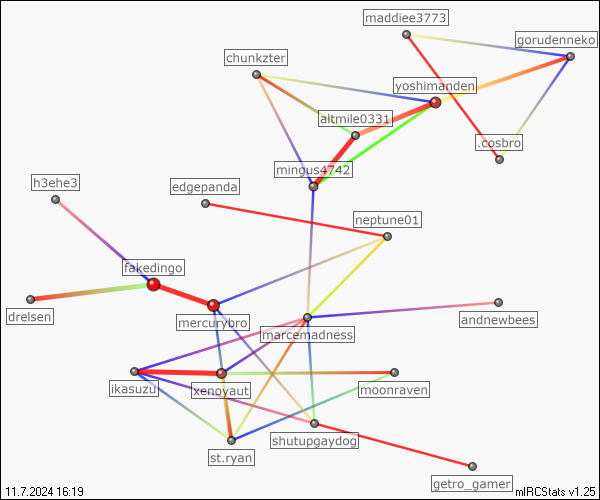 maddiee3773
gorudenneko
chunkzter
yoshimanden
altmile0331
.cosbro
mingus4742
h3ehe3
edgepanda
neptune01
fakedingo
drelsen
mercurybro
andnewbees
marcemadness
ikasuzu
xenoyaut
moonraven
shutupgaydog
st.ryan
getro_gamer
11.7.2024 16:19
mIRCStats v1.25